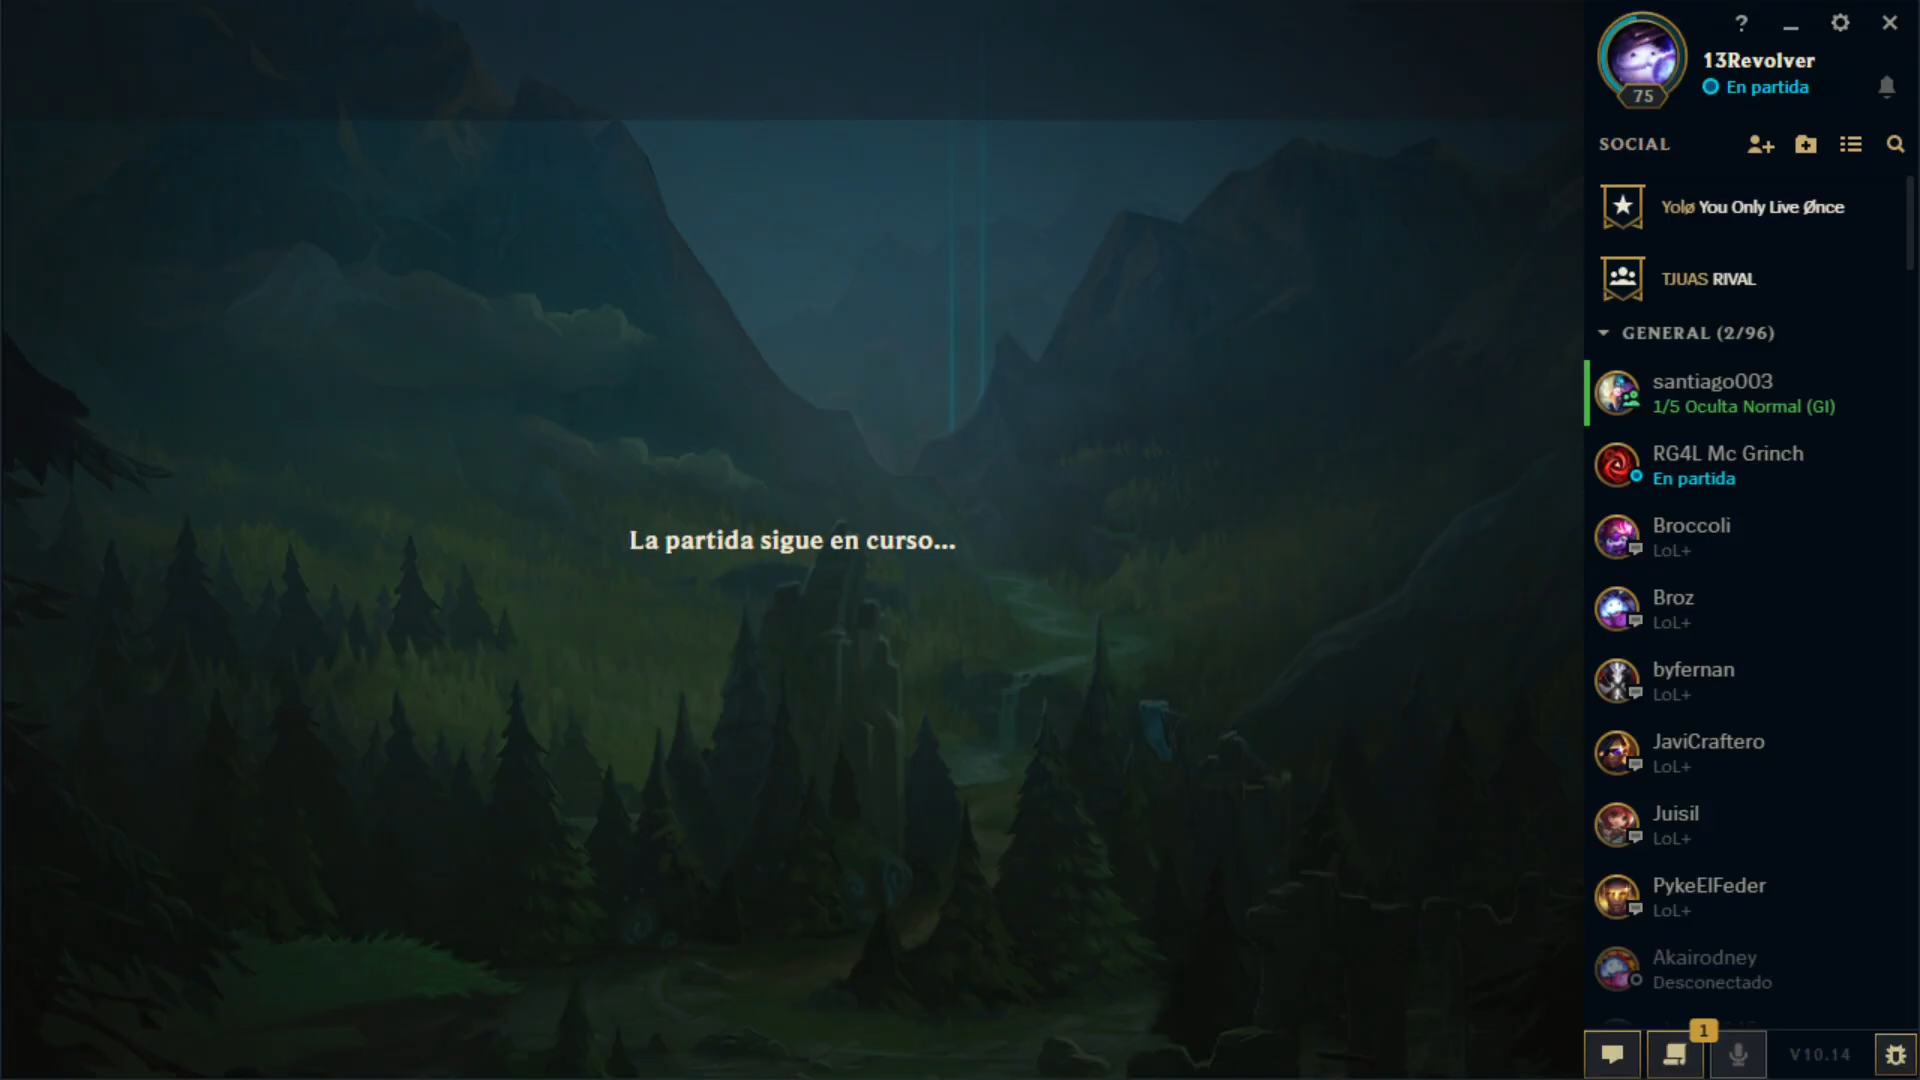 ?
13Revolver
En partida
75
SOCIAL
Yolø You Only Live Ønce
TJUAS RIVAL
GENERAL (2/96)
santiago003
1/5 Oculta Normal (GI)
RG4L Mc Grinch
En partida
Broccoli
LoL+
La partida sigue en curso...
Broz
LoL+
byfernan
LoL+
JaviCraftero
LoL+
Juisil
LoL+
PykeElFeder
LoL+
Akairodney
Desconectado
1
V10.14